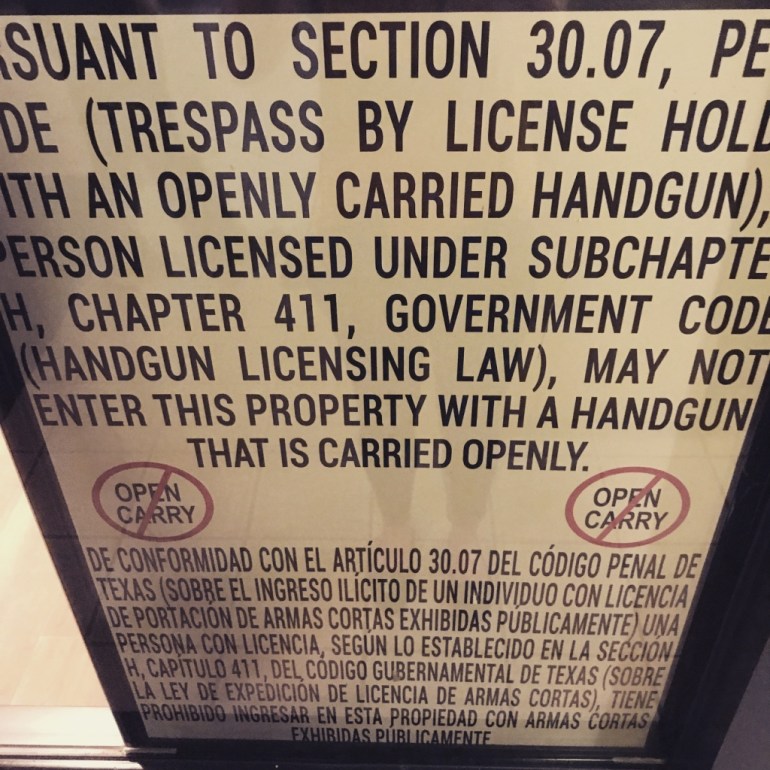 RSUANT TO SECTION 30.07, PE
DE (TRESPASS BY LICENSE HOLD
ITH AN OPENLY CARRIED HANDGUN),
PERSON LICENSED UNDER SUBCHAPTE
H, CHAPTER 411, GOVERNMENT CODE
(HANDGUN LICENSING LAW), MAY NOT
ENTER THIS PROPERTY WITH A HANDGUN
THAT IS CARRIED OPENLY.
OPEN
CARRY
OPEN
CARRY
DE CONFORMIDAD CON EL ARTÍCULO 30.07 DEL CÓDIGO PENAL DE
TEXAS (SOBRE EL INGRESO ILÍCITO DE UN INDIVIDUO CON LICENCIA
DE PORTACIÓN DE ARMAS CORTAS EXHIBIDAS PÚBLICAMENTE) UNA
PERSONA CON LICENCIA, SEGÚN LO ESTABLECIDO EN LA SECCIÓN
H, CAPÍTULO 411, DEL CÓDIGO GUBERNAMENTAL DE TEXAS (SOBRE
LA LEY DE EXPEDICIÓN DE LICENCIA DE ARMAS CORTAS), TIENE
PROHIBIDO INGRESAR EN ESTA PROPIEDAD CON ARMAS CORTAS
EXHIBIDAS PÚBLICAMENTE